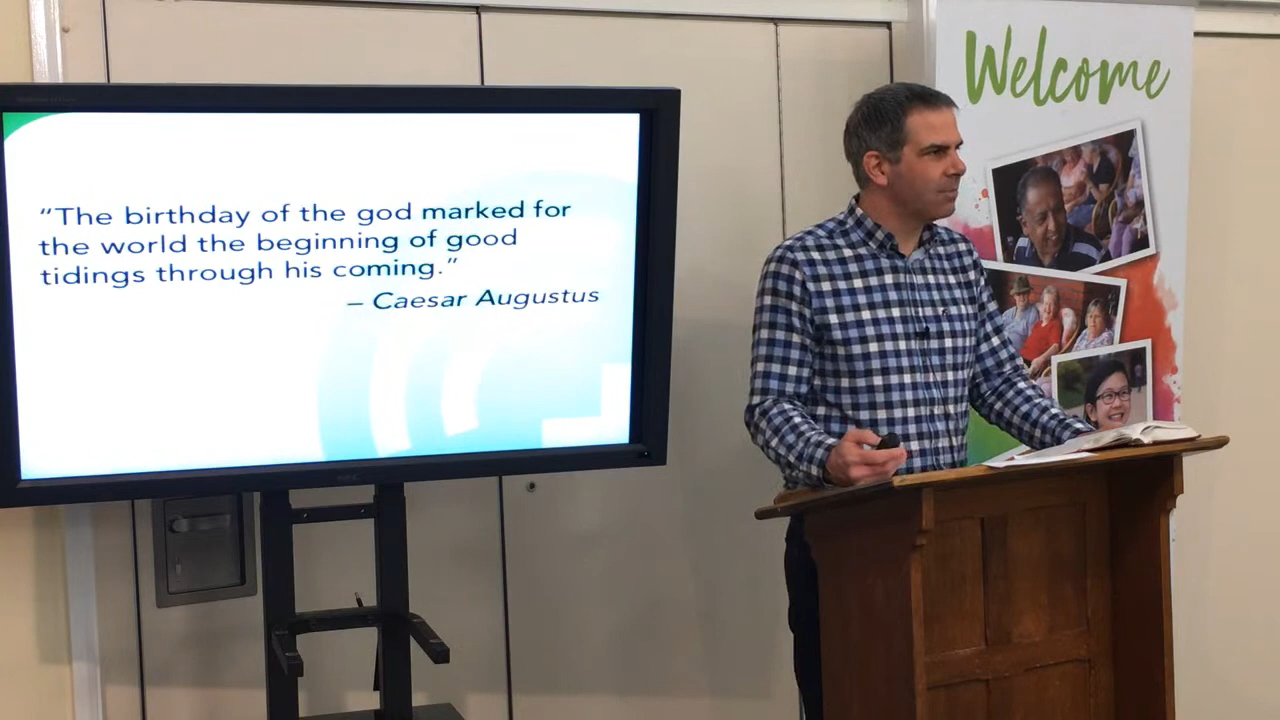 “The birthday of the god marked for
the world the beginning of good
tidings through his coming.”
– Caesar Augustus
Welcome